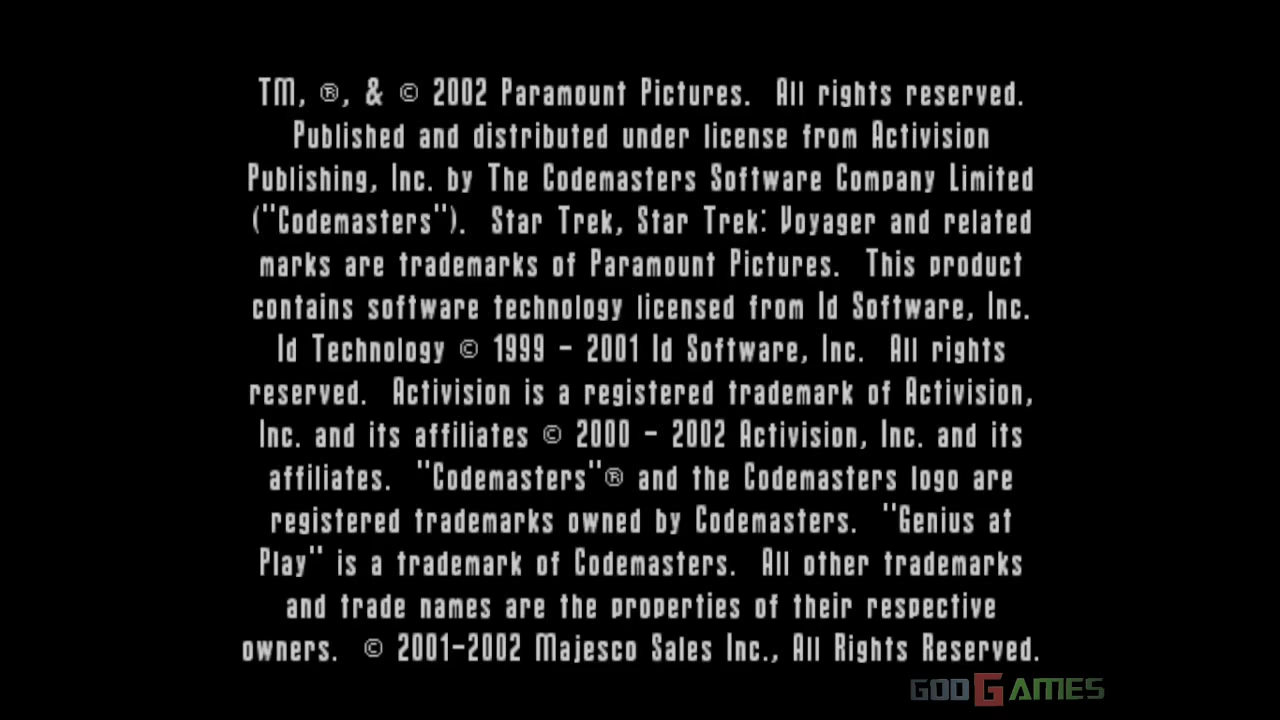 TM, ®, & © 2002 Paramount Pictures.  All rights reserved.
Published and distributed under license from Activision
Publishing, Inc. by The Codemasters Software Company Limited
("Codemasters").  Star Trek, Star Trek: Voyager and related
marks are trademarks of Paramount Pictures.  This product
contains software technology licensed from Id Software, Inc.
Id Technology © 1999 - 2001 Id Software, Inc.  All rights
reserved.  Activision is a registered trademark of Activision,
Inc. and its affiliates © 2000 - 2002 Activision, Inc. and its
affiliates.  "Codemasters"® and the Codemasters logo are
registered trademarks owned by Codemasters.  "Genius at
Play" is a trademark of Codemasters.  All other trademarks
and trade names are the properties of their respective
owners.  © 2001-2002 Majesco Sales Inc., All Rights Reserved.
GODGAMES